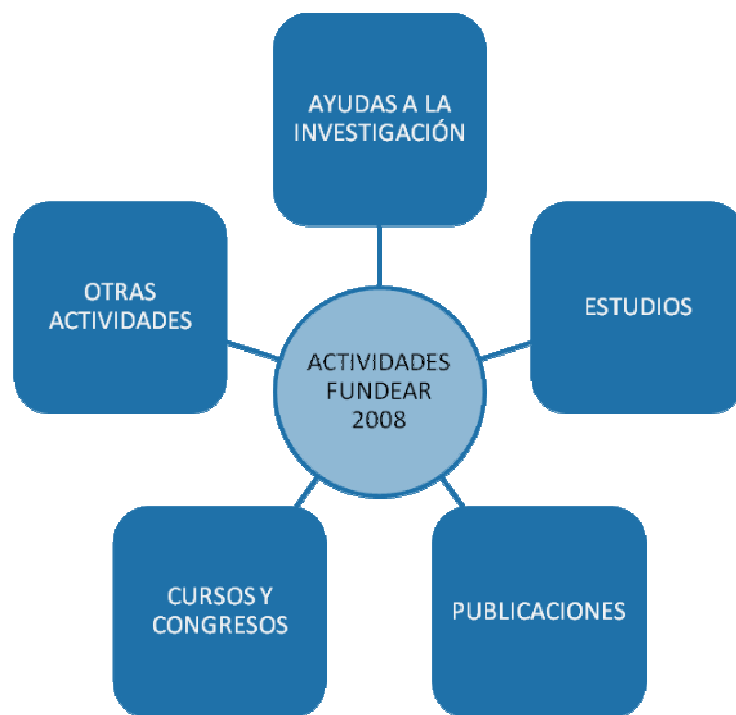 AYUDAS A LA
INVESTIGACIÓN
OTRAS
ACTIVIDADES
ESTUDIOS
ACTIVIDADES
FUNDEAR
2008
CURSOS Y
CONGRESOS
PUBLICACIONES